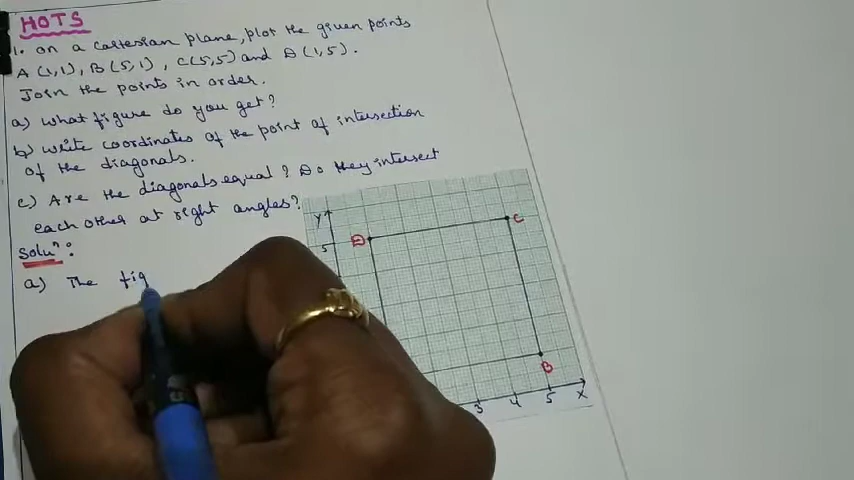 HOTS
1. on a cartesian plane, plot the given points
A (1,1), B (5,1), C(5,5) and D (1,5).
Join the points in order.
a) what figure do you get?
b) write coordinates of the point of intersection
of the diagonals.
c) Are the diagonals equal? Do they intersect
each other at right angles?
Solun:
a) The fig
Y
5
D
C
B
3
4
5
X